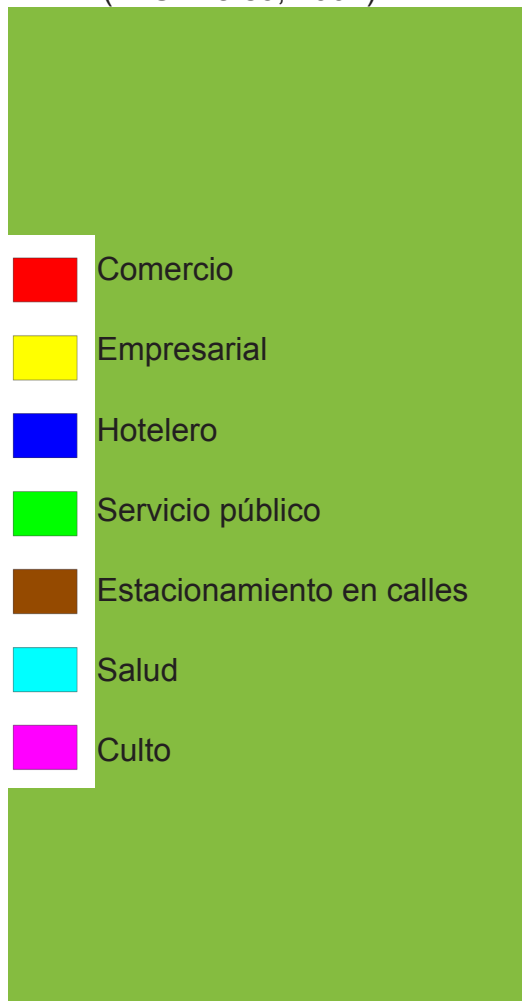 Comercio
Empresarial
Hotelero
Servicio público
Estacionamiento en calles
Salud
Culto